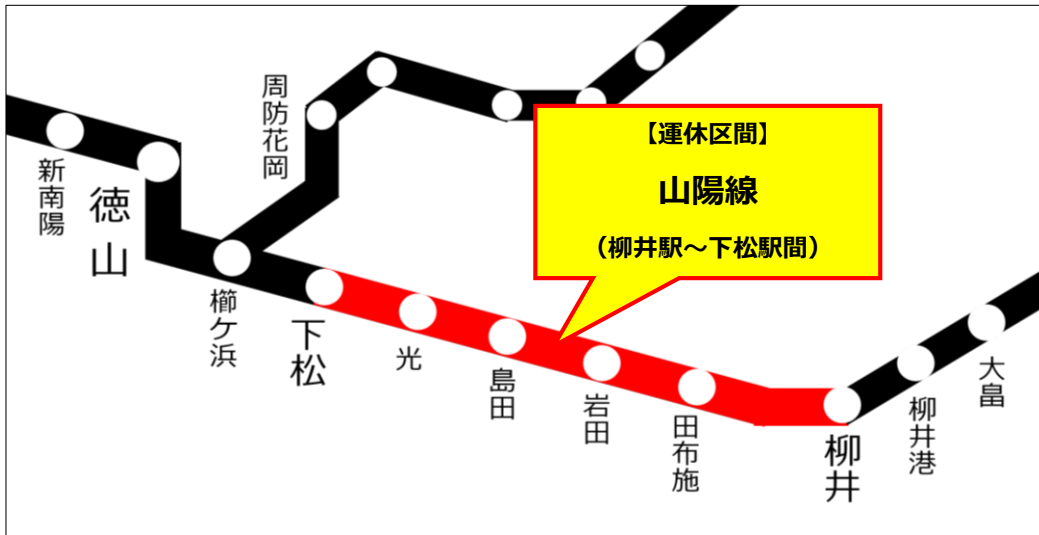 周防花岡
新南陽
徳山
櫛ケ浜
下松
光
島田
岩田
田布施
柳井
柳井港
大畠
【運休区間】
山陽線
（柳井駅～下松駅間）